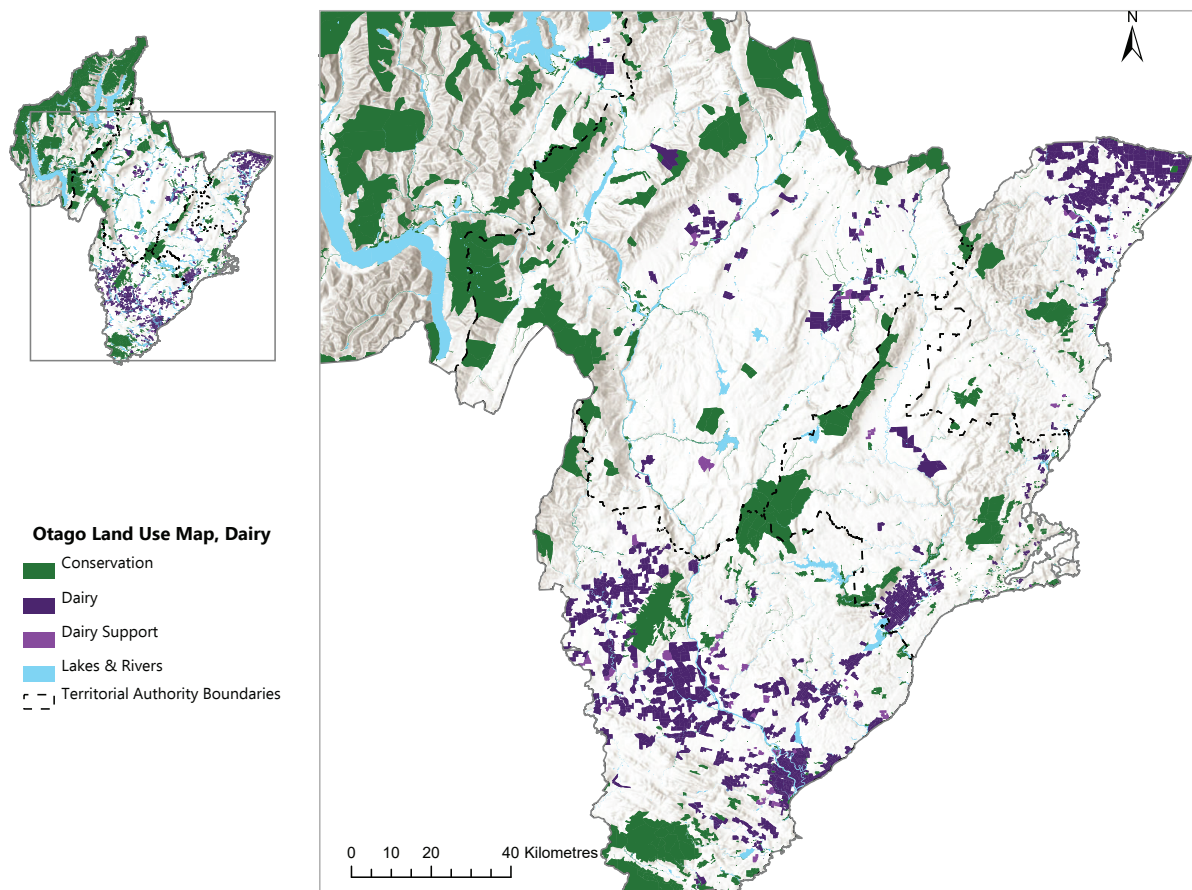 N
Otago Land Use Map, Dairy
Conservation
Dairy
Dairy Support
Lakes & Rivers
Territorial Authority Boundaries
0 10 20 40 Kilometres